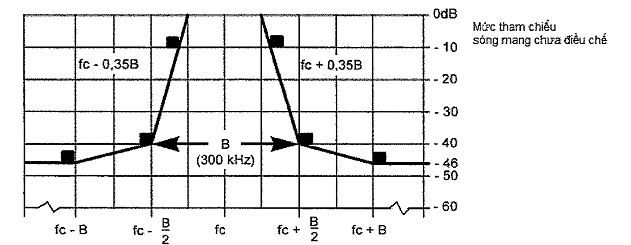 0dB
Mức tham chiếu
sóng mang chưa điều chế
- 10
fc - 0,35B
fc + 0,35B
- 20
- 30
- 40
B
(300 kHz)
- 46
- 50
- 60
fc - B
fc - B/2
fc
fc + B/2
fc + B